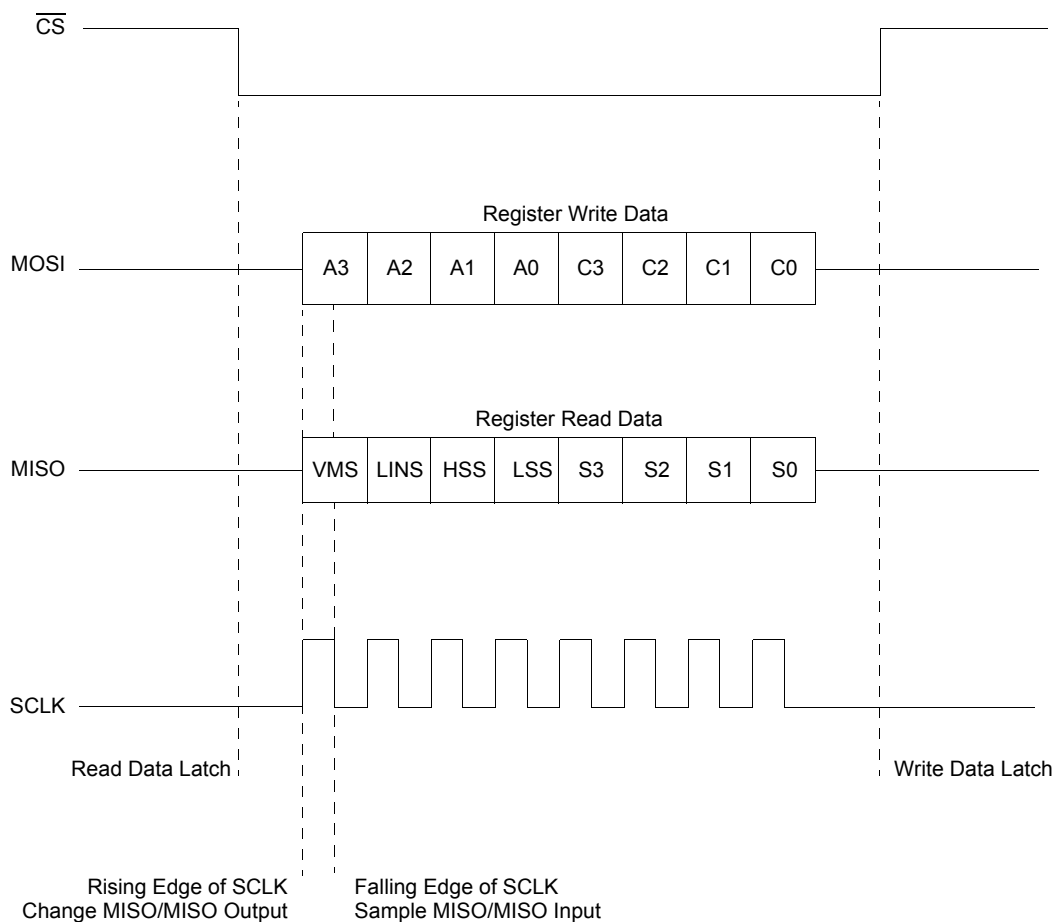 CS
Register Write Data
MOSI
A3 A2 A1 A0 C3 C2 C1 C0
Register Read Data
MISO
VMS LINS HSS LSS S3 S2 S1 S0
SCLK
Read Data Latch
Write Data Latch
Rising Edge of SCLK
Change MISO/MISO Output
Falling Edge of SCLK
Sample MISO/MISO Input